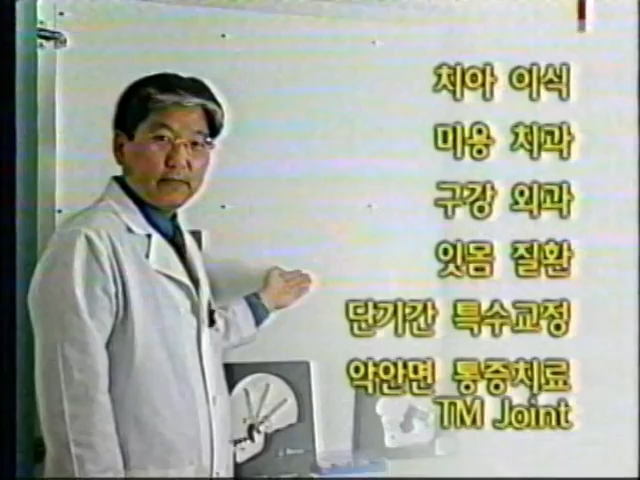 치아 이식
미용 치과
구강 외과
잇몸 질환
단기간 특수교정
악안면 통증치료
TM Joint